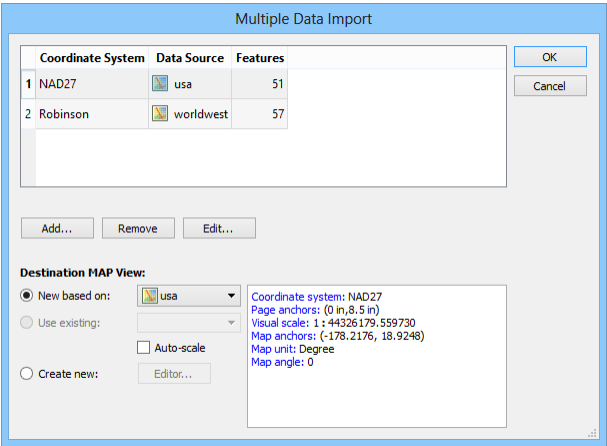 Multiple Data Import
Coordinate System Data Source Features
1 NAD27 usa 51
2 Robinson worldwest 57
OK
Cancel
Add... Remove Edit...
Destination MAP View:
New based on: usa
Use existing:
Auto-scale
Create new: Editor...
Coordinate system: NAD27
Page anchors: (0 in,8.5 in)
Visual scale: 1 : 44326179.559730
Map anchors: (-178.2176, 18.9248)
Map unit: Degree
Map angle: 0